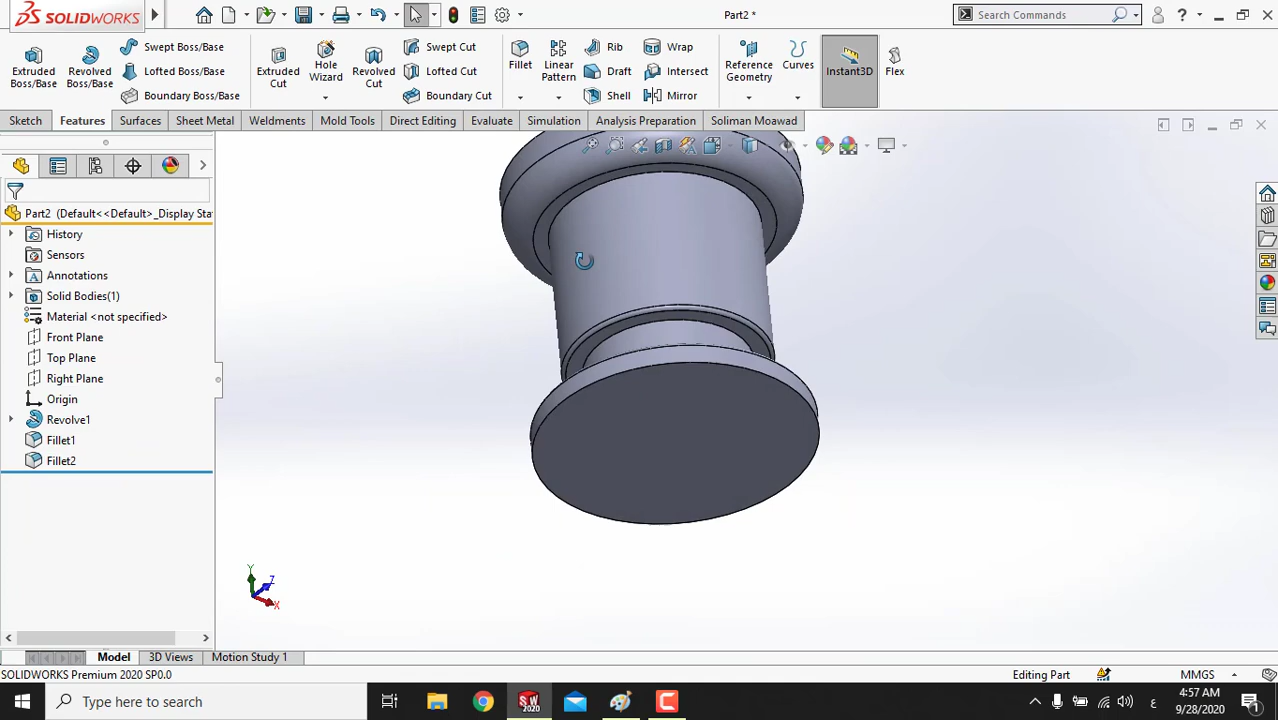 SOLIDWORKS
Part2 *
Search Commands
Extruded Boss/Base
Revolved Boss/Base
Swept Boss/Base
Lofted Boss/Base
Boundary Boss/Base
Extruded Cut
Hole Wizard
Revolved Cut
Swept Cut
Lofted Cut
Boundary Cut
Fillet
Linear Pattern
Rib
Draft
Shell
Wrap
Intersect
Mirror
Reference Geometry
Curves
Instant3D
Flex
Sketch
Features
Surfaces
Sheet Metal
Weldments
Mold Tools
Direct Editing
Evaluate
Simulation
Analysis Preparation
Soliman Moawad
Part2 (Default<<Default>_Display Sta
History
Sensors
Annotations
Solid Bodies(1)
Material <not specified>
Front Plane
Top Plane
Right Plane
Origin
Revolve1
Fillet1
Fillet2
Y
Z
X
Model
3D Views
Motion Study 1
SOLIDWORKS Premium 2020 SP0.0
Editing Part
MMGS
Type here to search
SW
2020
ع
4:57 AM
9/28/2020
1